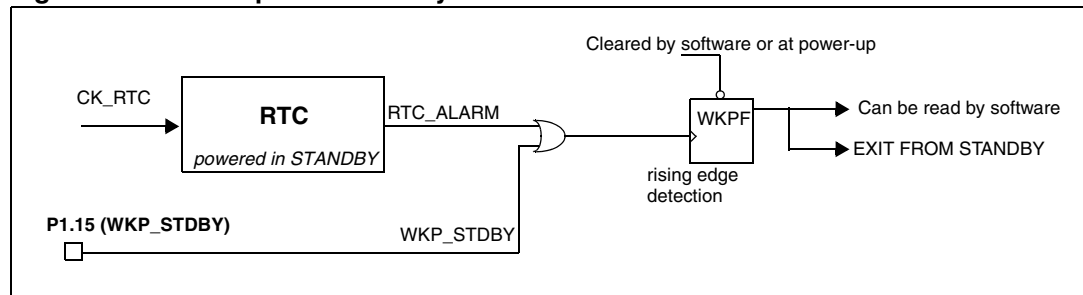 Cleared by software or at power-up
CK_RTC
RTC
powered in STANDBY
RTC_ALARM
WKPF
Can be read by software
EXIT FROM STANDBY
rising edge
detection
P1.15 (WKP_STDBY)
WKP_STDBY